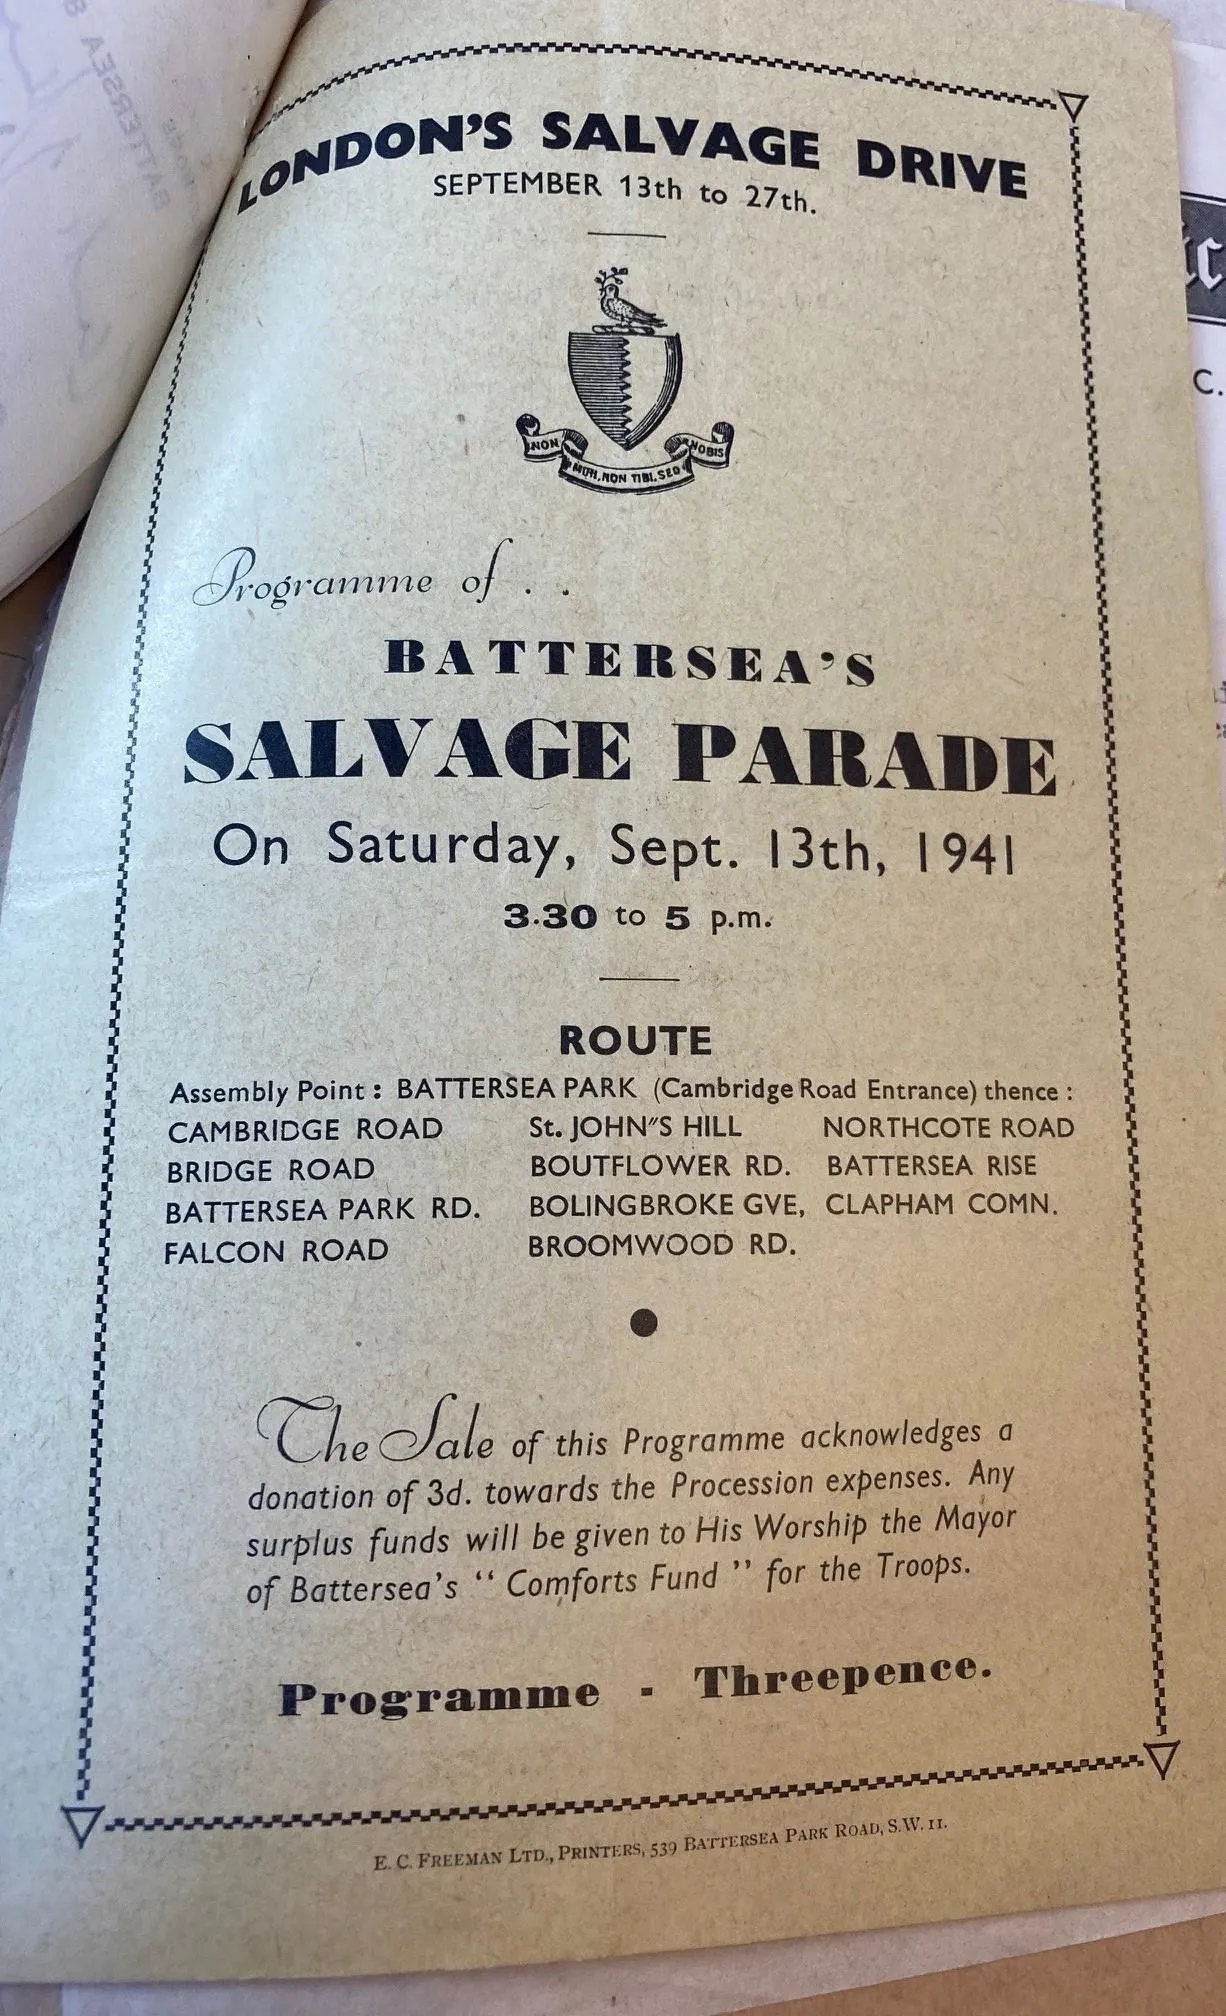 LONDON'S SALVAGE DRIVE
SEPTEMBER 13th to 27th.
NON
MIHI, NON TIBI, SED
NOBIS
Programme of . .
BATTERSEA'S
SALVAGE PARADE
On Saturday, Sept. 13th, 1941
3.30 to 5 p.m.
ROUTE
Assembly Point : BATTERSEA PARK (Cambridge Road Entrance) thence :
CAMBRIDGE ROAD St. JOHN"S HILL NORTHCOTE ROAD
BRIDGE ROAD BOUTFLOWER RD. BATTERSEA RISE
BATTERSEA PARK RD. BOLINGBROKE GVE, CLAPHAM COMN.
FALCON ROAD BROOMWOOD RD.
The Sale of this Programme acknowledges a
donation of 3d. towards the Procession expenses. Any
surplus funds will be given to His Worship the Mayor
of Battersea's " Comforts Fund " for the Troops.
Programme - Threepence.
E. C. FREEMAN LTD., PRINTERS, 539 BATTERSEA PARK ROAD, S.W. 11.
BATTERSEA
C.